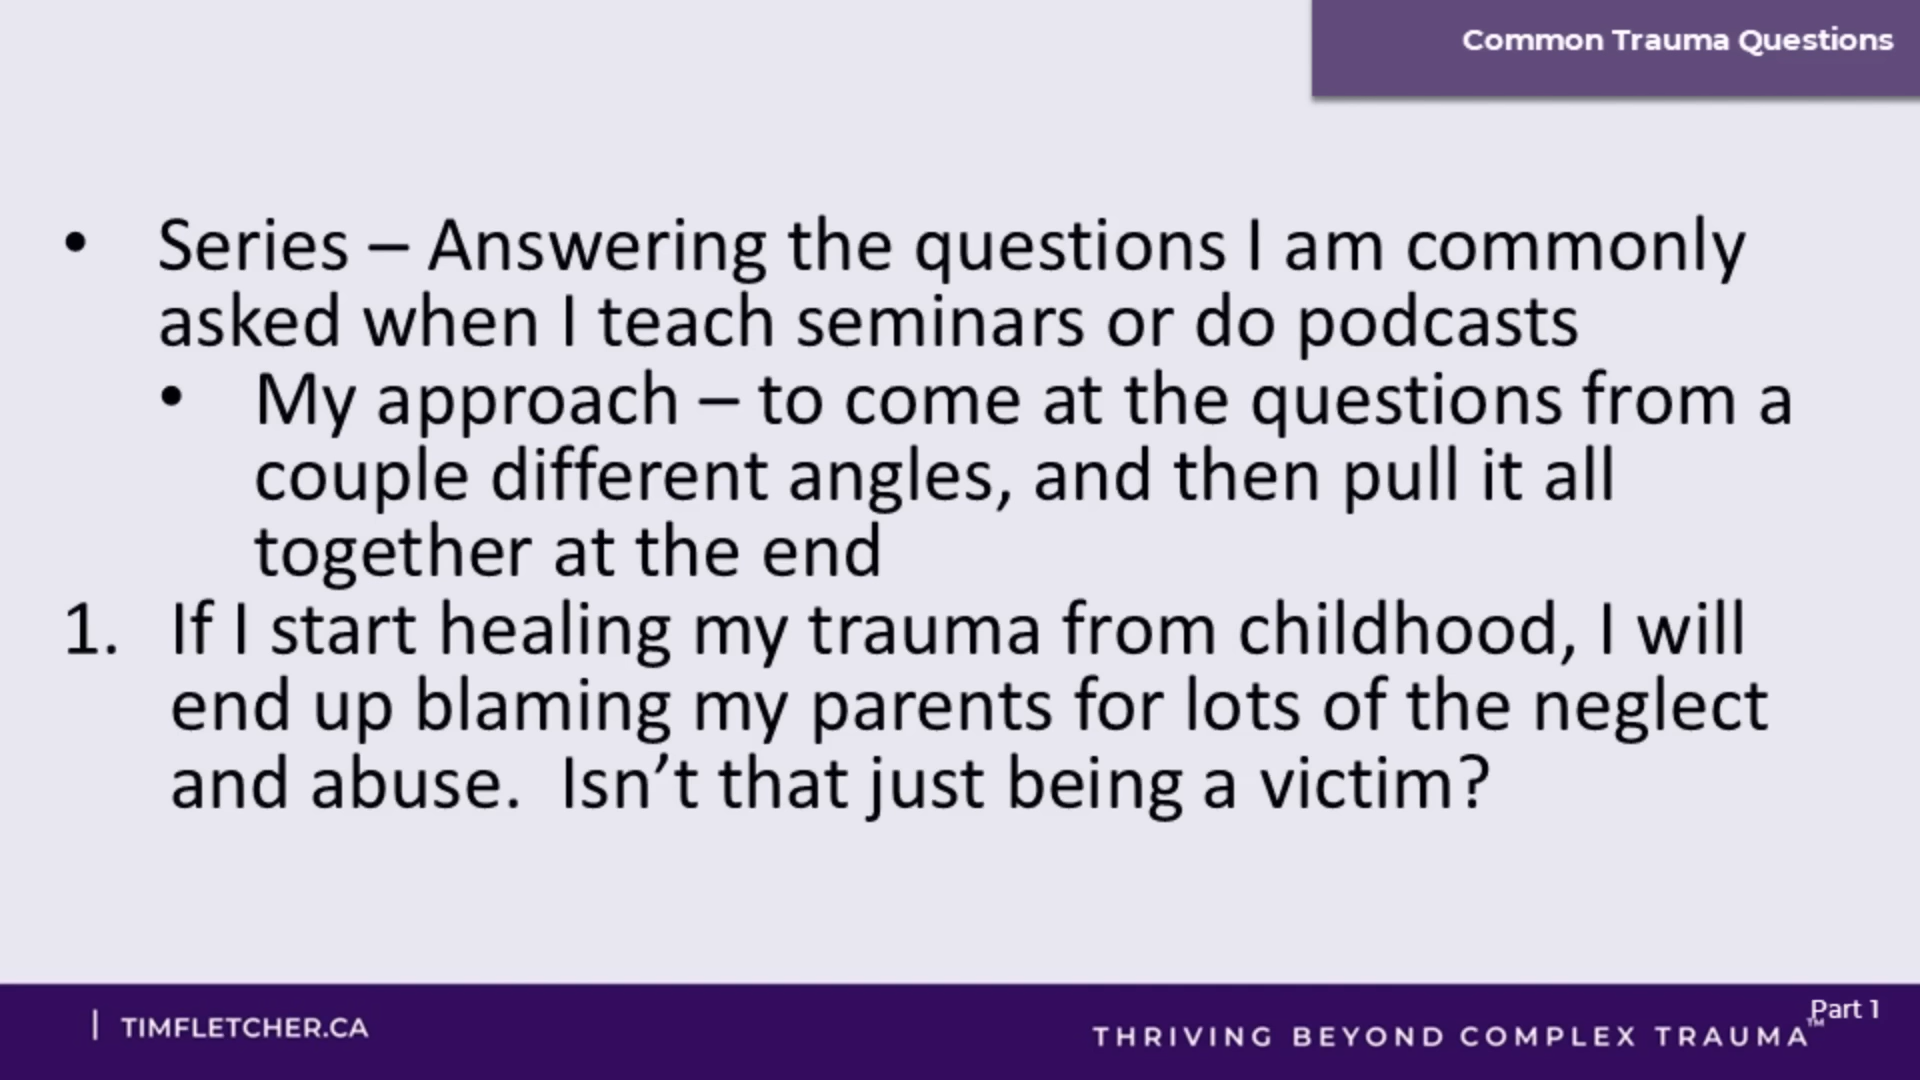 Common Trauma Questions
• Series – Answering the questions I am commonly
asked when I teach seminars or do podcasts
• My approach – to come at the questions from a
couple different angles, and then pull it all
together at the end
1. If I start healing my trauma from childhood, I will
end up blaming my parents for lots of the neglect
and abuse.  Isn’t that just being a victim?
| TIMFLETCHER.CA
THRIVING BEYOND COMPLEX TRAUMA™
Part 1